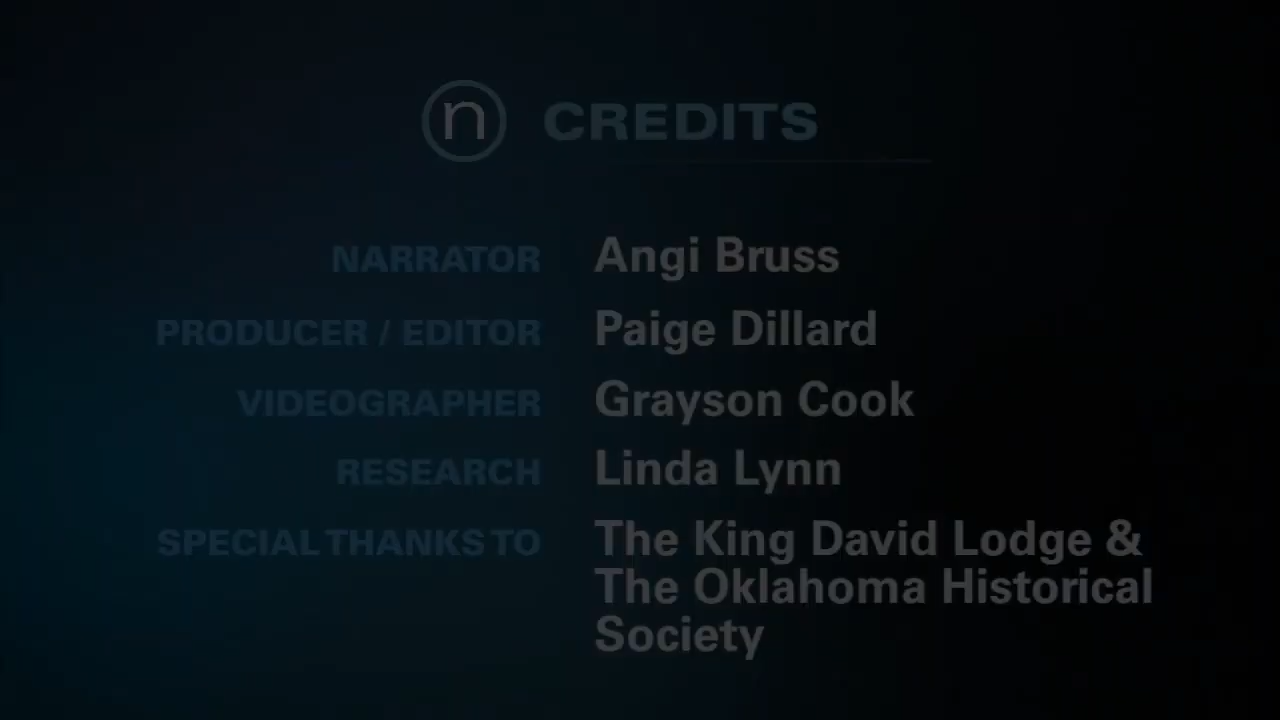 n CREDITS
NARRATOR Angi Bruss
PRODUCER / EDITOR Paige Dillard
VIDEOGRAPHER Grayson Cook
RESEARCH Linda Lynn
SPECIAL THANKS TO The King David Lodge &
The Oklahoma Historical
Society